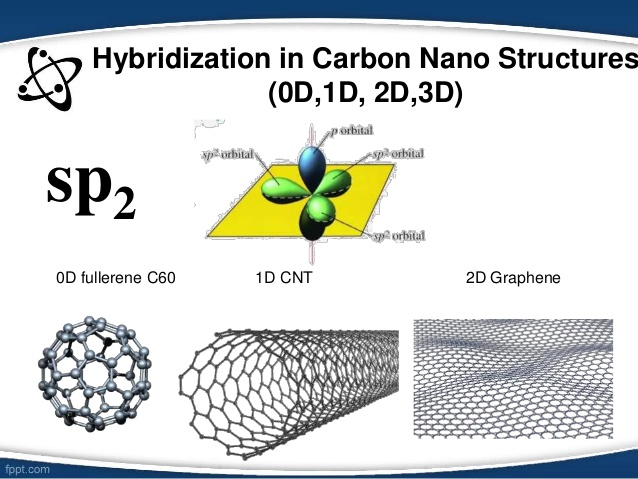 Hybridization in Carbon Nano Structures
(0D,1D, 2D,3D)
p orbital
sp² orbital
sp² orbital
sp₂
sp² orbital
0D fullerene C60
1D CNT
2D Graphene
fppt.com